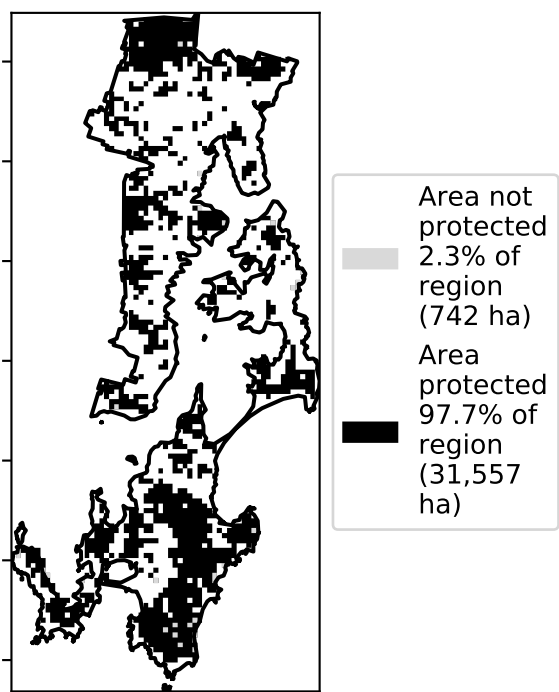 Area not
protected
2.3% of
region
(742 ha)
Area
protected
97.7% of
region
(31,557
ha)